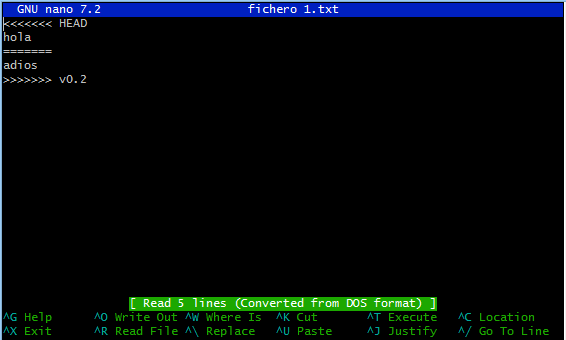 GNU nano 7.2 fichero 1.txt
<<<<<<< HEAD
hola
=======
adios
>>>>>>> v0.2
[ Read 5 lines (Converted from DOS format) ]
^G Help ^O Write Out ^W Where Is ^K Cut ^T Execute ^C Location
^X Exit ^R Read File ^\ Replace ^U Paste ^J Justify ^/ Go To Line